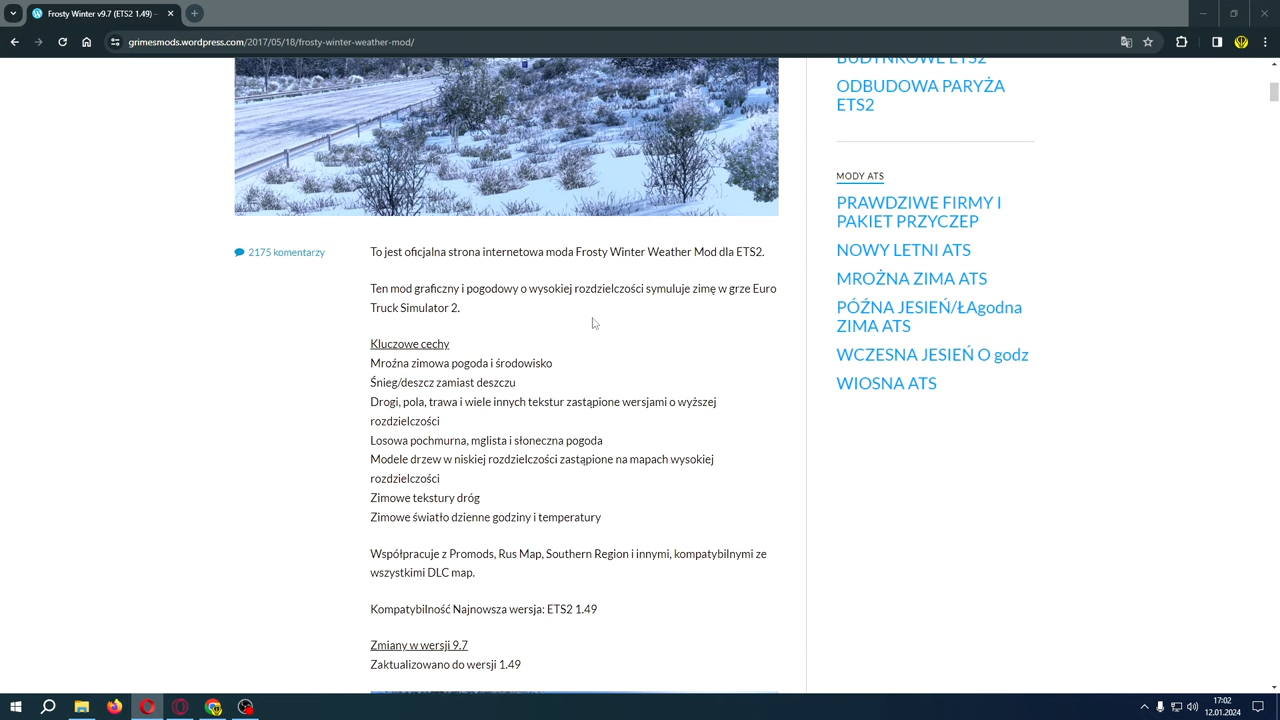 Frosty Winter v9.7 (ETS2 1.49) –
grimesmods.wordpress.com/2017/05/18/frosty-winter-weather-mod/
BUDYNKOWE ETS2
ODBUDOWA PARYŻA
ETS2
MODY ATS
PRAWDZIWE FIRMY I
PAKIET PRZYCZEP
NOWY LETNI ATS
MROŻNA ZIMA ATS
PÓŹNA JESIEŃ/ŁAgodna
ZIMA ATS
WCZESNA JESIEŃ O godz
WIOSNA ATS
2175 komentarzy
To jest oficjalna strona internetowa moda Frosty Winter Weather Mod dla ETS2.
Ten mod graficzny i pogodowy o wysokiej rozdzielczości symuluje zimę w grze Euro
Truck Simulator 2.
Kluczowe cechy
Mroźna zimowa pogoda i środowisko
Śnieg/deszcz zamiast deszczu
Drogi, pola, trawa i wiele innych tekstur zastąpione wersjami o wyższej
rozdzielczości
Losowa pochmurna, mglista i słoneczna pogoda
Modele drzew w niskiej rozdzielczości zastąpione na mapach wysokiej
rozdzielczości
Zimowe tekstury dróg
Zimowe światło dzienne godziny i temperatury
Współpracuje z Promods, Rus Map, Southern Region i innymi, kompatybilnymi ze
wszystkimi DLC map.
Kompatybilność Najnowsza wersja: ETS2 1.49
Zmiany w wersji 9.7
Zaktualizowano do wersji 1.49
17:02
12.01.2024